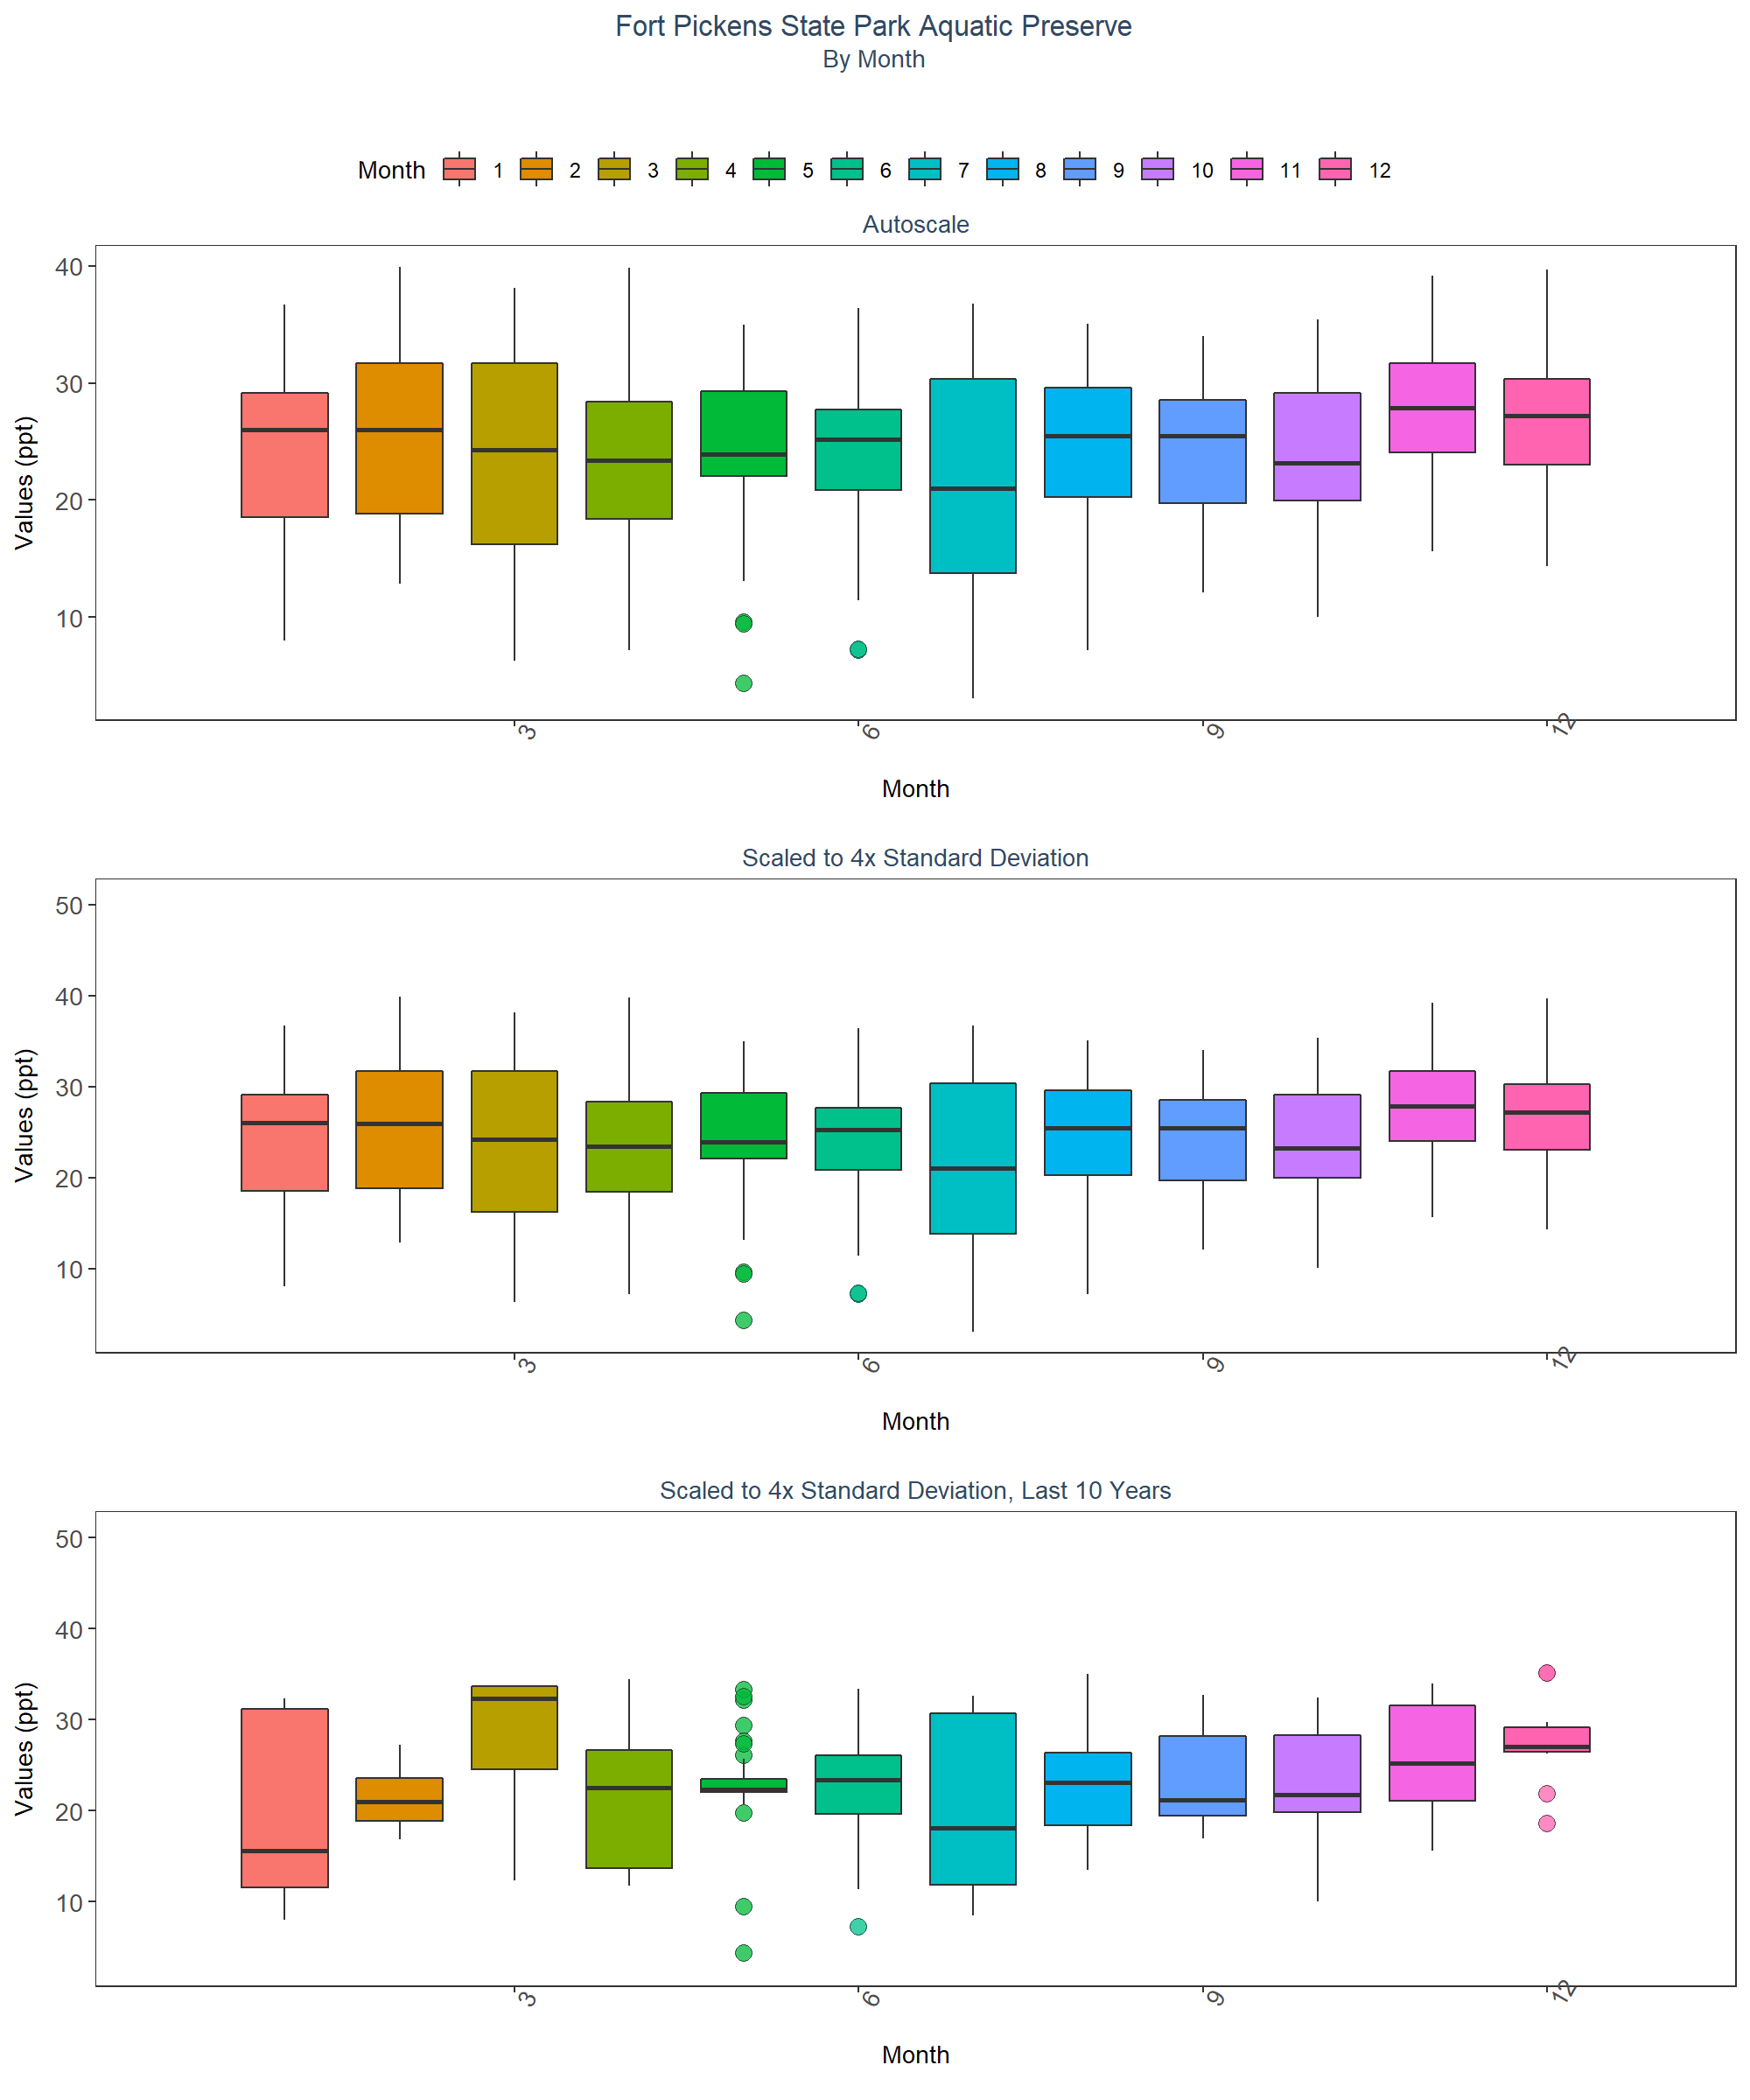 Fort Pickens State Park Aquatic Preserve
By Month
Month 1 2 3 4 5 6 7 8 9 10 11 12
Autoscale
40
30
20
10
Values (ppt)
3 6 9 12
Month
Scaled to 4x Standard Deviation
50
40
30
20
10
Values (ppt)
3 6 9 12
Month
Scaled to 4x Standard Deviation, Last 10 Years
50
40
30
20
10
Values (ppt)
3 6 9 12
Month